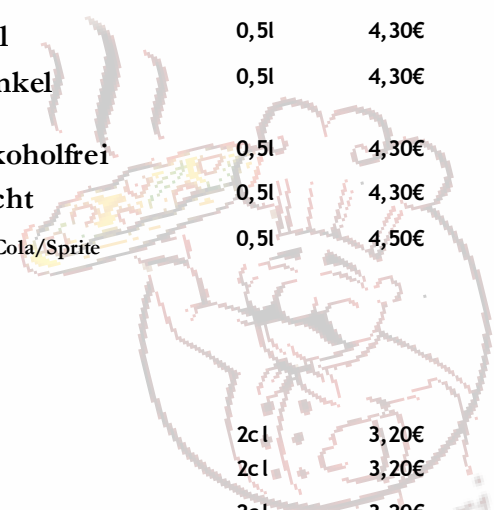 l 0,5l 4,30€
nkel 0,5l 4,30€
koholfrei 0,5l 4,30€
cht 0,5l 4,30€
Cola/Sprite 0,5l 4,50€
2cl 3,20€
2cl 3,20€